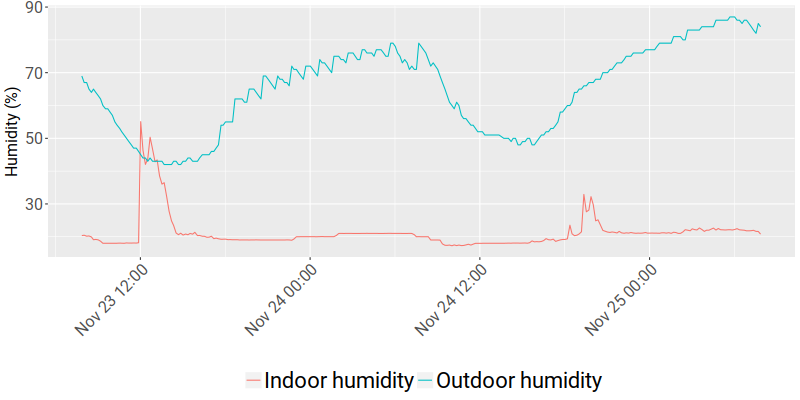 90
70
50
30
Humidity (%)
Nov 23 12:00
Nov 24 00:00
Nov 24 12:00
Nov 25 00:00
Indoor humidity Outdoor humidity